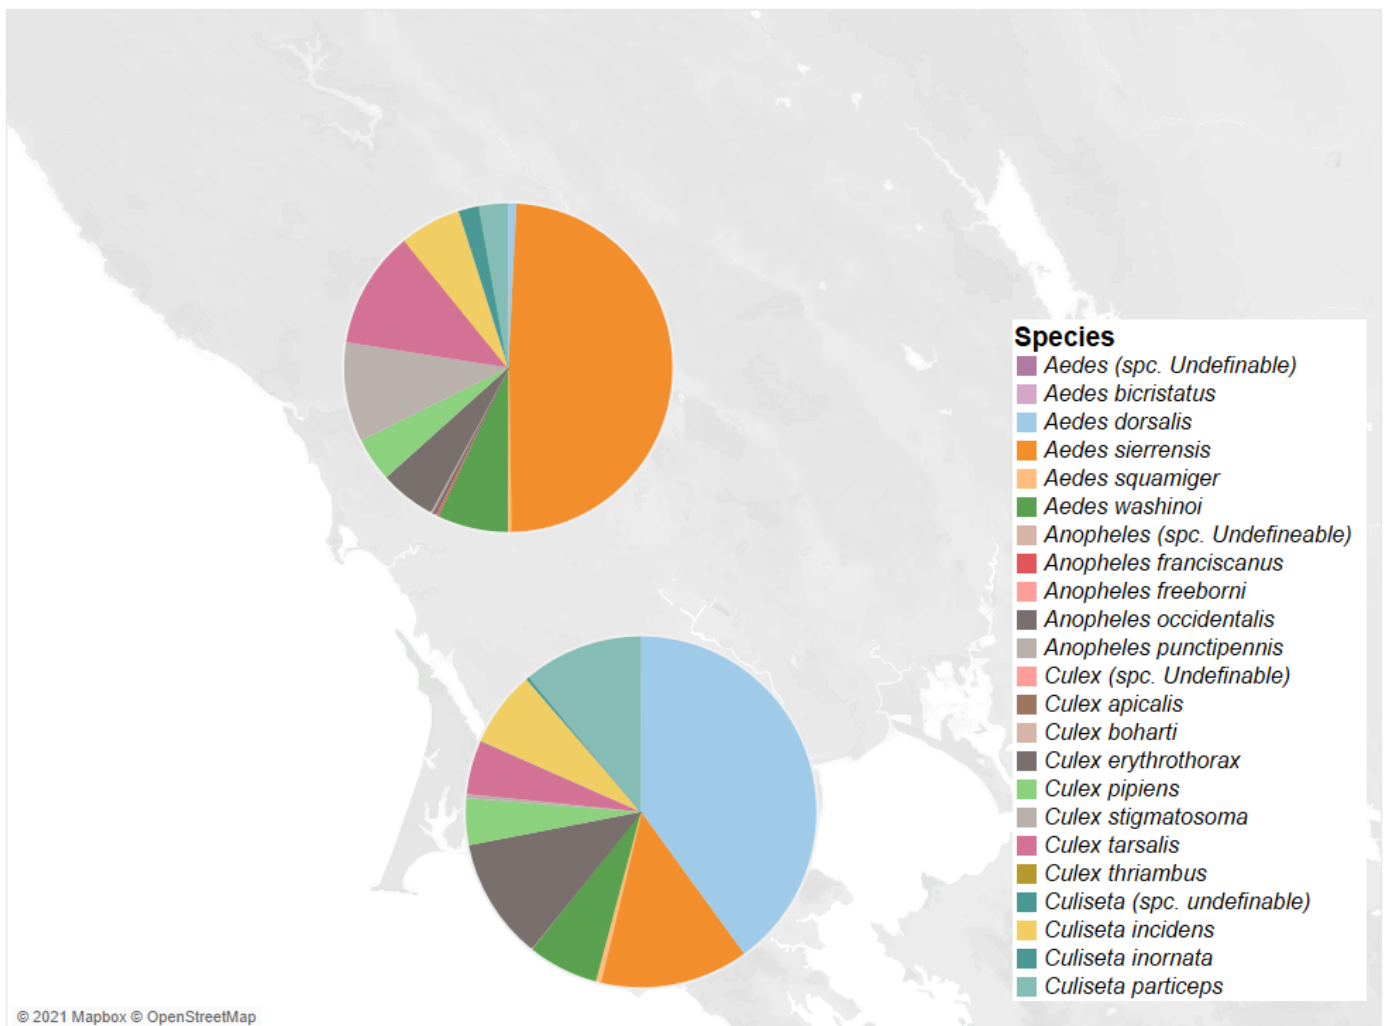 Species
Aedes (spc. Undefinable)
Aedes bicristatus
Aedes dorsalis
Aedes sierrensis
Aedes squamiger
Aedes washinoi
Anopheles (spc. Undefineable)
Anopheles franciscanus
Anopheles freeborni
Anopheles occidentalis
Anopheles punctipennis
Culex (spc. Undefinable)
Culex apicalis
Culex boharti
Culex erythrothorax
Culex pipiens
Culex stigmatosoma
Culex tarsalis
Culex thriambus
Culiseta (spc. undefinable)
Culiseta incidens
Culiseta inornata
Culiseta particeps
© 2021 Mapbox © OpenStreetMap